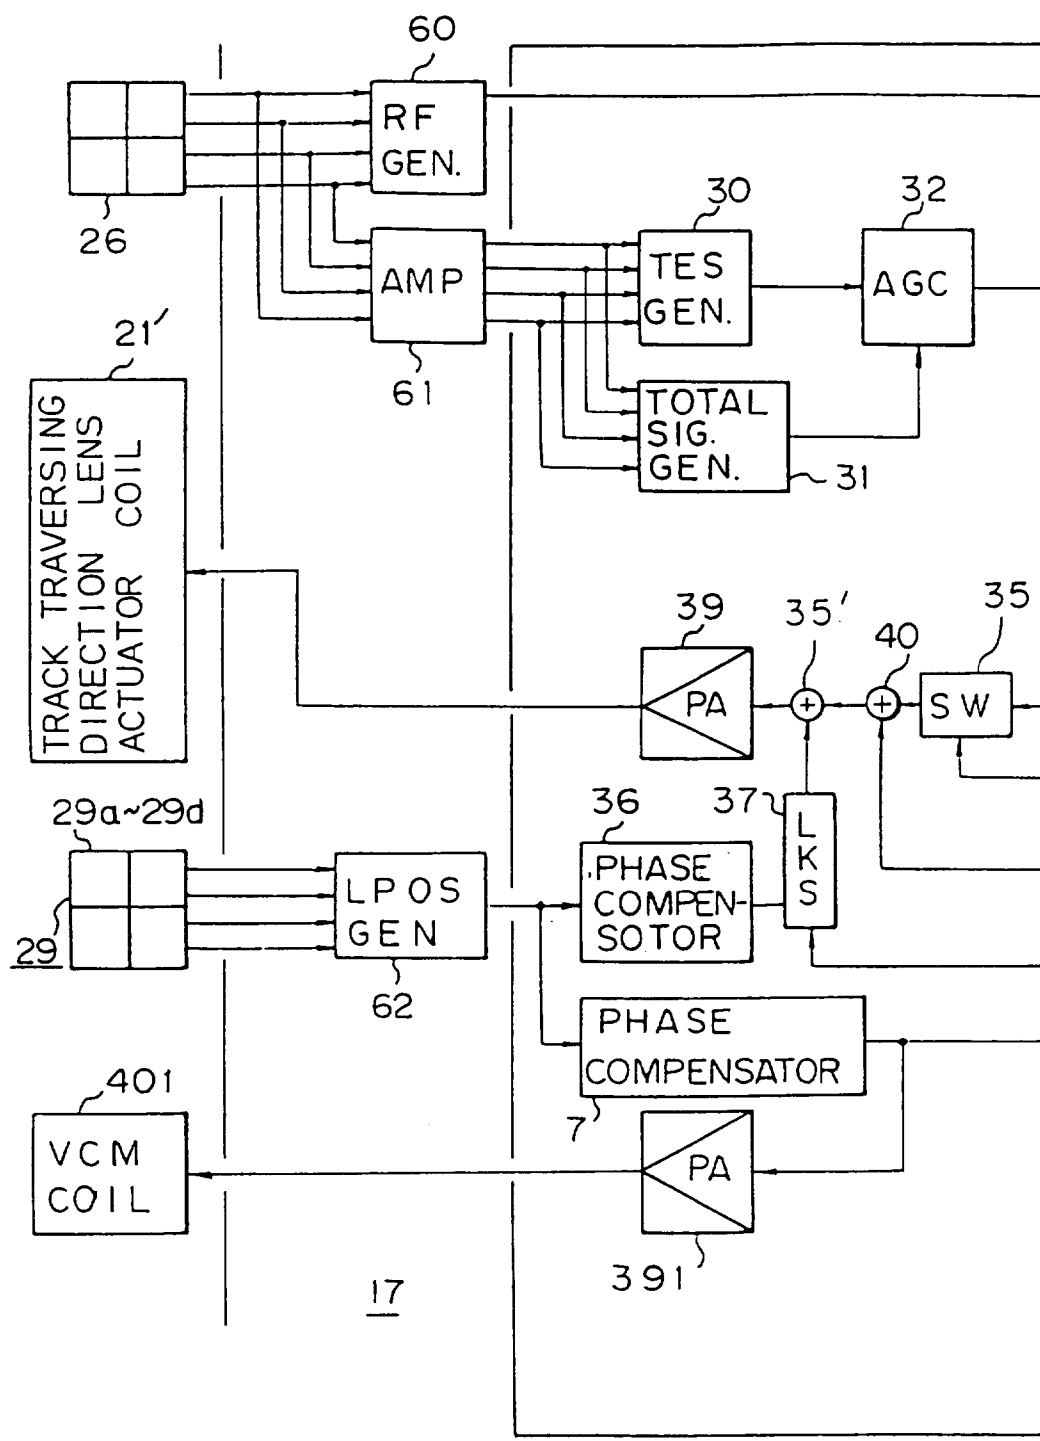 60
RF
GEN.
26
30
32
AMP
TES
GEN.
AGC
21'
61
TOTAL
SIG.
GEN.
31
TRACK TRAVERSING
DIRECTION LENS
ACTUATOR COIL
39
35'
40
35
PA
+
+
SW
29a~29d
36
37
LKS
LPOS
GEN
PHASE
COMPEN-
SOTOR
29
62
PHASE
COMPENSATOR
7
401
VCM
COIL
PA
391
17